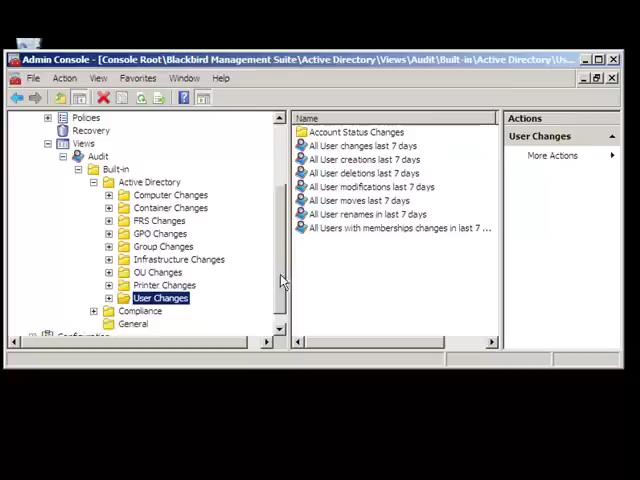 Admin Console - [Console Root\Blackbird Management Suite\Active Directory\Views\Audit\Built-in\Active Directory\Us...
File Action View Favorites Window Help
Policies
Recovery
Views
Audit
Built-in
Active Directory
Computer Changes
Container Changes
FRS Changes
GPO Changes
Group Changes
Infrastructure Changes
OU Changes
Printer Changes
User Changes
Compliance
General
Name
Account Status Changes
All User changes last 7 days
All User creations last 7 days
All User deletions last 7 days
All User modifications last 7 days
All User moves last 7 days
All User renames in last 7 days
All Users with memberships changes in last 7 ...
Actions
User Changes
More Actions